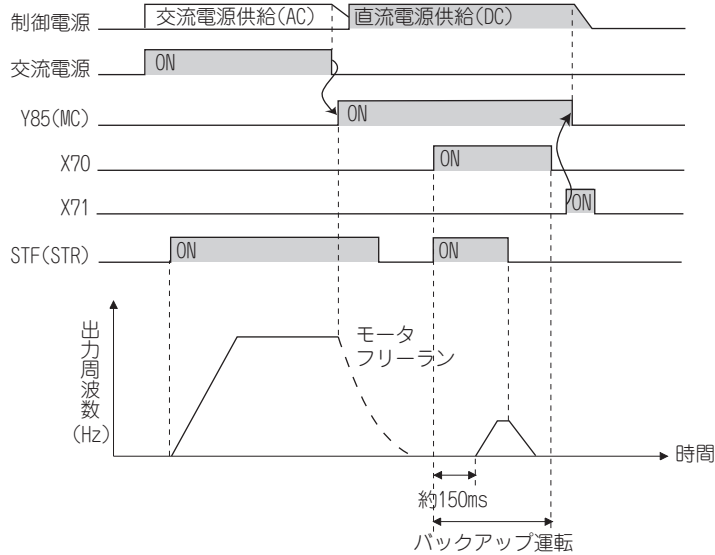 制御電源
交流電源供給(AC)
直流電源供給(DC)
交流電源
ON
Y85(MC)
ON
X70
ON
X71
ON
STF(STR)
ON
ON
出力周波数
(Hz)
モータ
フリーラン
時間
約150ms
バックアップ運転